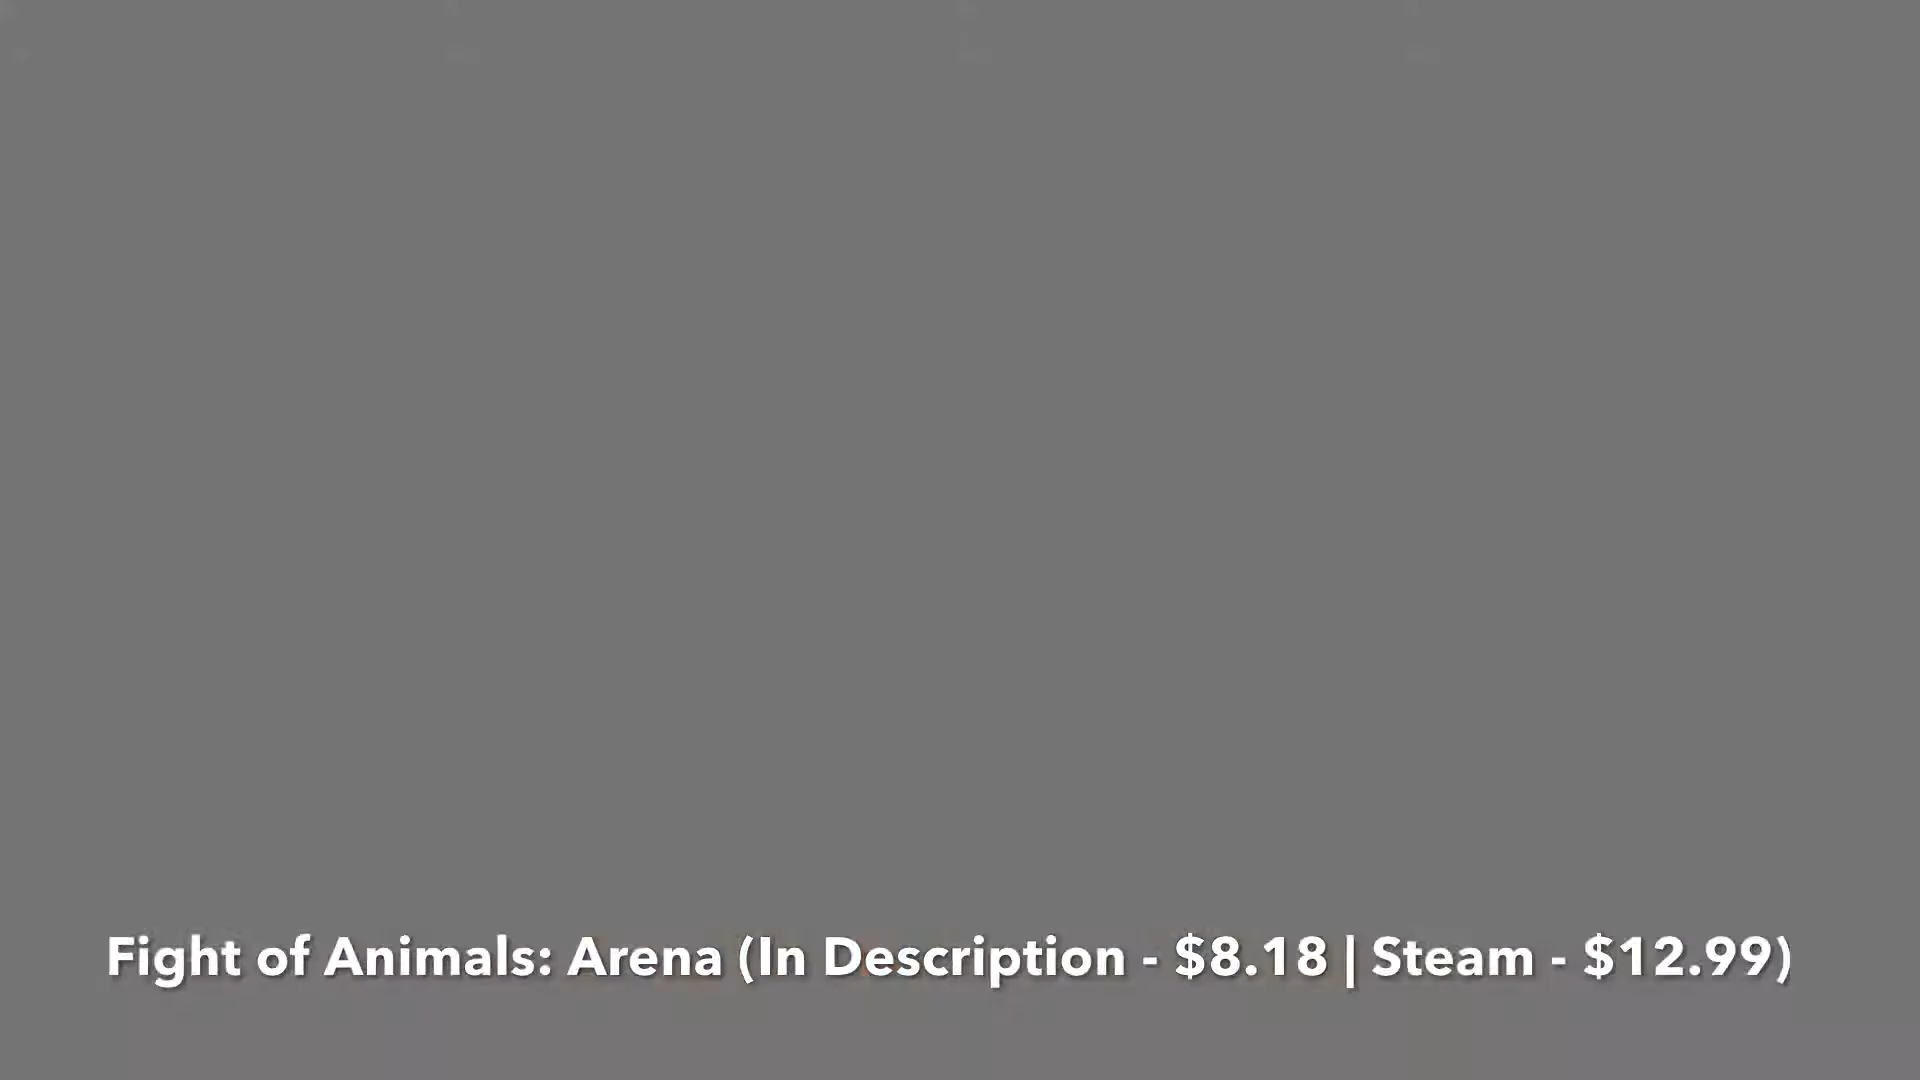 Fight of Animals: Arena (In Description - $8.18 | Steam - $12.99)